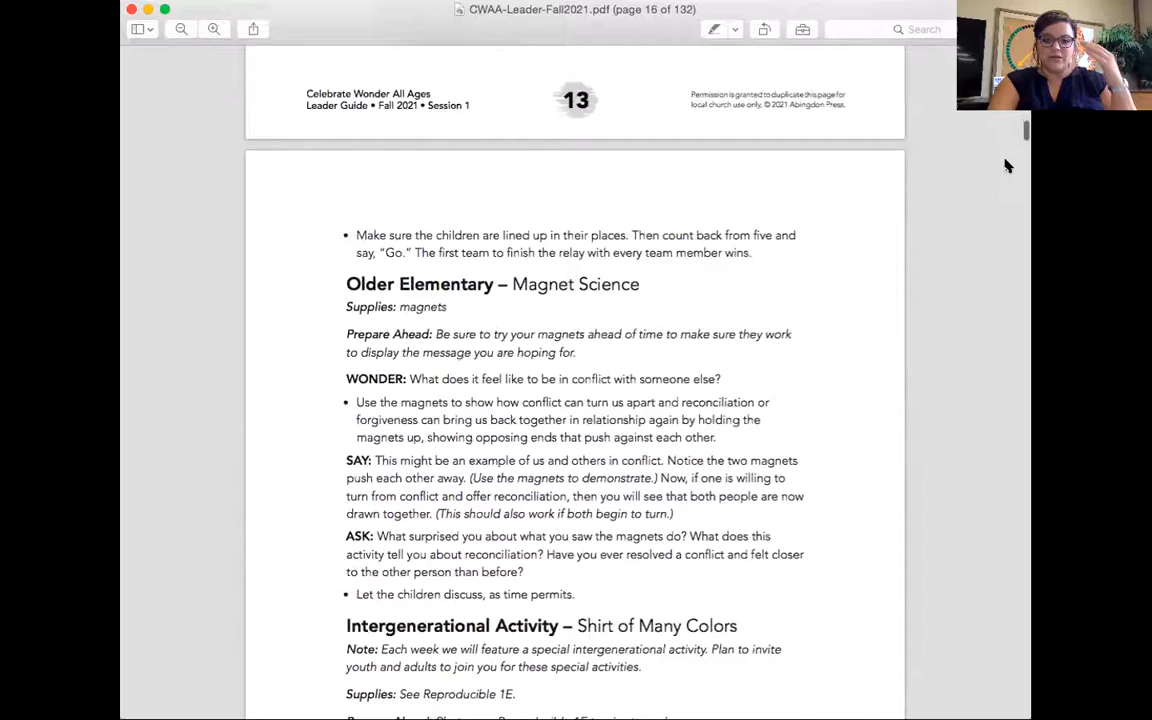 CWAA-Leader-Fall2021.pdf (page 16 of 132)
Search
Celebrate Wonder All Ages
Leader Guide • Fall 2021 • Session 1
13
Permission is granted to duplicate this page for
local church use only, © 2021 Abingdon Press.
• Make sure the children are lined up in their places. Then count back from five and
say, “Go.” The first team to finish the relay with every team member wins.
Older Elementary – Magnet Science
Supplies: magnets
Prepare Ahead: Be sure to try your magnets ahead of time to make sure they work
to display the message you are hoping for.
WONDER: What does it feel like to be in conflict with someone else?
• Use the magnets to show how conflict can turn us apart and reconciliation or
forgiveness can bring us back together in relationship again by holding the
magnets up, showing opposing ends that push against each other.
SAY: This might be an example of us and others in conflict. Notice the two magnets
push each other away. (Use the magnets to demonstrate.) Now, if one is willing to
turn from conflict and offer reconciliation, then you will see that both people are now
drawn together. (This should also work if both begin to turn.)
ASK: What surprised you about what you saw the magnets do? What does this
activity tell you about reconciliation? Have you ever resolved a conflict and felt closer
to the other person than before?
• Let the children discuss, as time permits.
Intergenerational Activity – Shirt of Many Colors
Note: Each week we will feature a special intergenerational activity. Plan to invite
youth and adults to join you for these special activities.
Supplies: See Reproducible 1E.